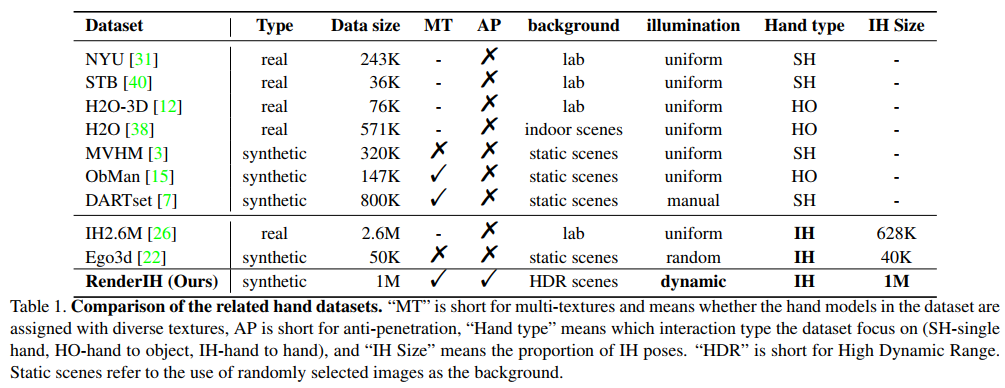 Dataset Type Data size MT AP background illumination Hand type IH Size
NYU [31] real 243K - ✗ lab uniform SH -
STB [40] real 36K - ✗ lab uniform SH -
H2O-3D [12] real 76K - ✗ lab uniform HO -
H2O [38] real 571K - ✗ indoor scenes uniform HO -
MVHM [3] synthetic 320K ✗ ✗ static scenes uniform SH -
ObMan [15] synthetic 147K ✓ ✗ static scenes uniform HO -
DARTset [7] synthetic 800K ✓ ✗ static scenes manual SH -
IH2.6M [26] real 2.6M - ✗ lab uniform IH 628K
Ego3d [22] synthetic 50K ✗ ✗ static scenes random IH 40K
RenderIH (Ours) synthetic 1M ✓ ✓ HDR scenes dynamic IH 1M
Table 1. Comparison of the related hand datasets. “MT” is short for multi-textures and means whether the hand models in the dataset are
assigned with diverse textures, AP is short for anti-penetration, “Hand type” means which interaction type the dataset focus on (SH-single
hand, HO-hand to object, IH-hand to hand), and “IH Size” means the proportion of IH poses. “HDR” is short for High Dynamic Range.
Static scenes refer to the use of randomly selected images as the background.